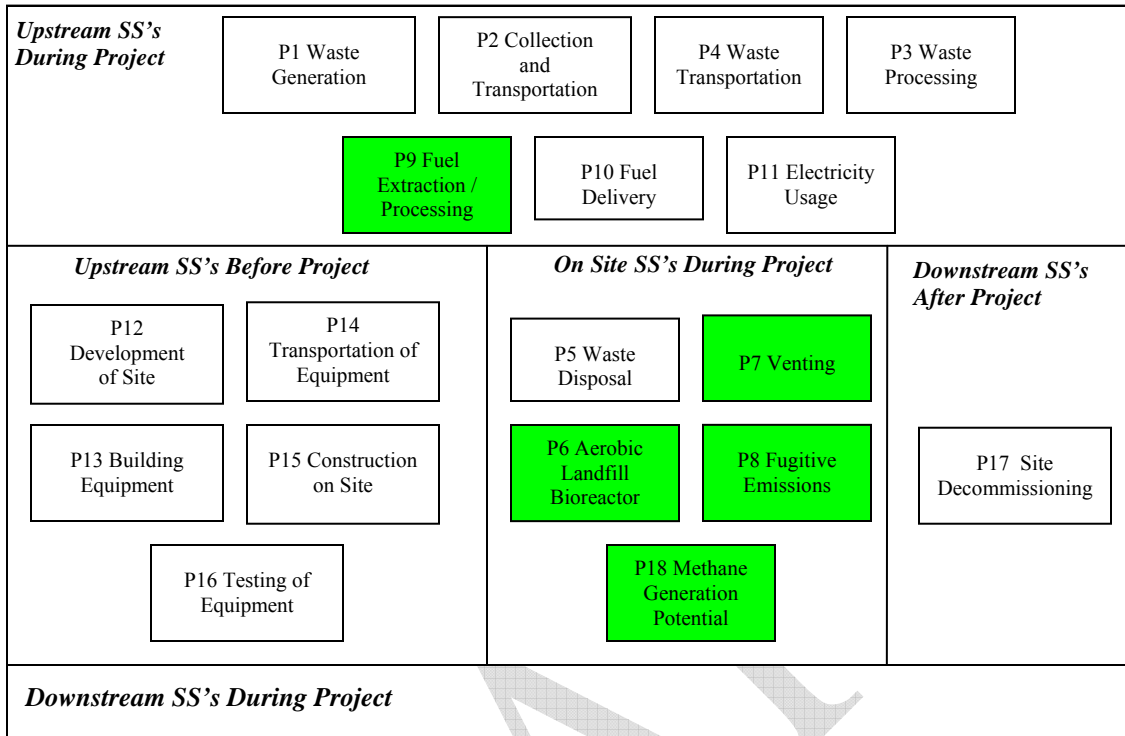 Upstream SS's
During Project
P1 Waste
Generation
P2 Collection
and
Transportation
P4 Waste
Transportation
P3 Waste
Processing
P9 Fuel
Extraction /
Processing
P10 Fuel
Delivery
P11 Electricity
Usage
Upstream SS's Before Project
P12
Development
of Site
P14
Transportation of
Equipment
P13 Building
Equipment
P15 Construction
on Site
P16 Testing of
Equipment
On Site SS's During Project
P5 Waste
Disposal
P7 Venting
P6 Aerobic
Landfill
Bioreactor
P8 Fugitive
Emissions
P18 Methane
Generation
Potential
Downstream SS's
After Project
P17 Site
Decommissioning
Downstream SS's During Project